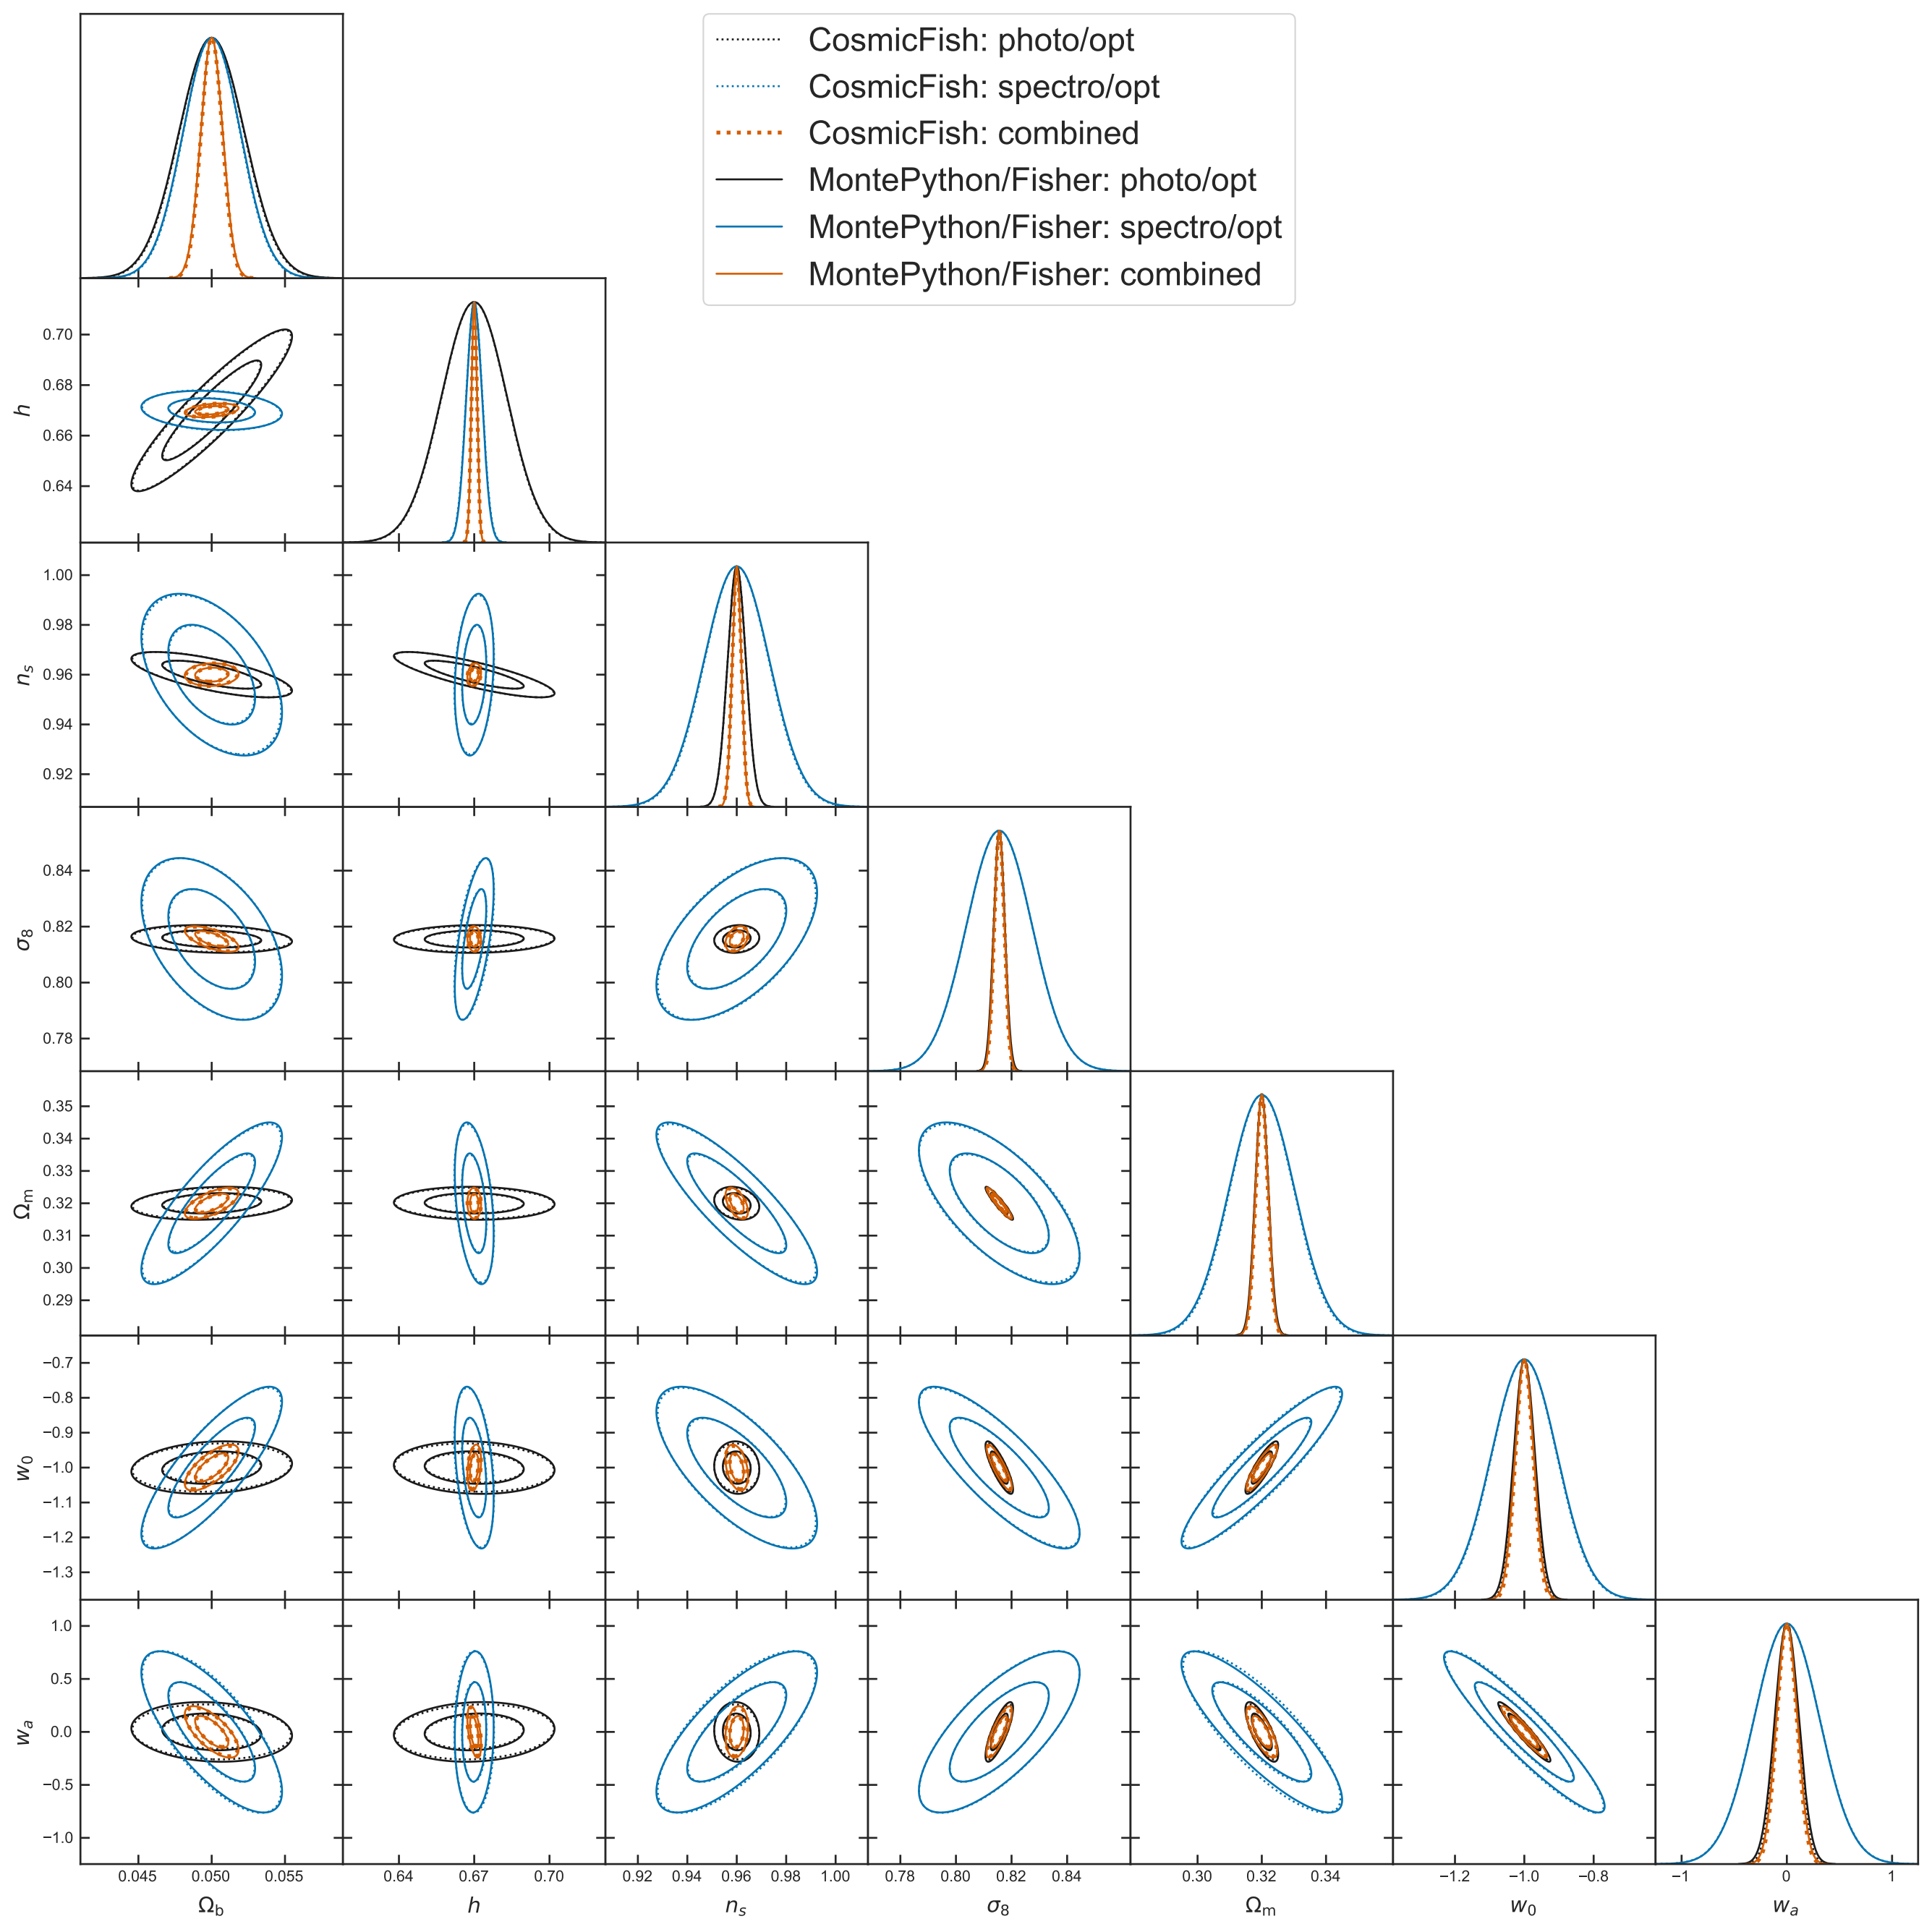 CosmicFish: photo/opt
CosmicFish: spectro/opt
CosmicFish: combined
MontePython/Fisher: photo/opt
MontePython/Fisher: spectro/opt
MontePython/Fisher: combined
0.70
0.68
0.66
0.64
h
1.00
0.98
0.96
0.94
0.92
n_s
0.84
0.82
0.80
0.78
σ_8
0.35
0.34
0.33
0.32
0.31
0.30
0.29
Ω_m
−0.7
−0.8
−0.9
−1.0
−1.1
−1.2
−1.3
w_0
1.0
0.5
0.0
−0.5
−1.0
w_a
0.045 0.050 0.055 0.64 0.67 0.70 0.92 0.94 0.96 0.98 1.00 0.78 0.80 0.82 0.84 0.30 0.32 0.34 −1.2 −1.0 −0.8 −1 0 1
Ω_b h n_s σ_8 Ω_m w_0 w_a